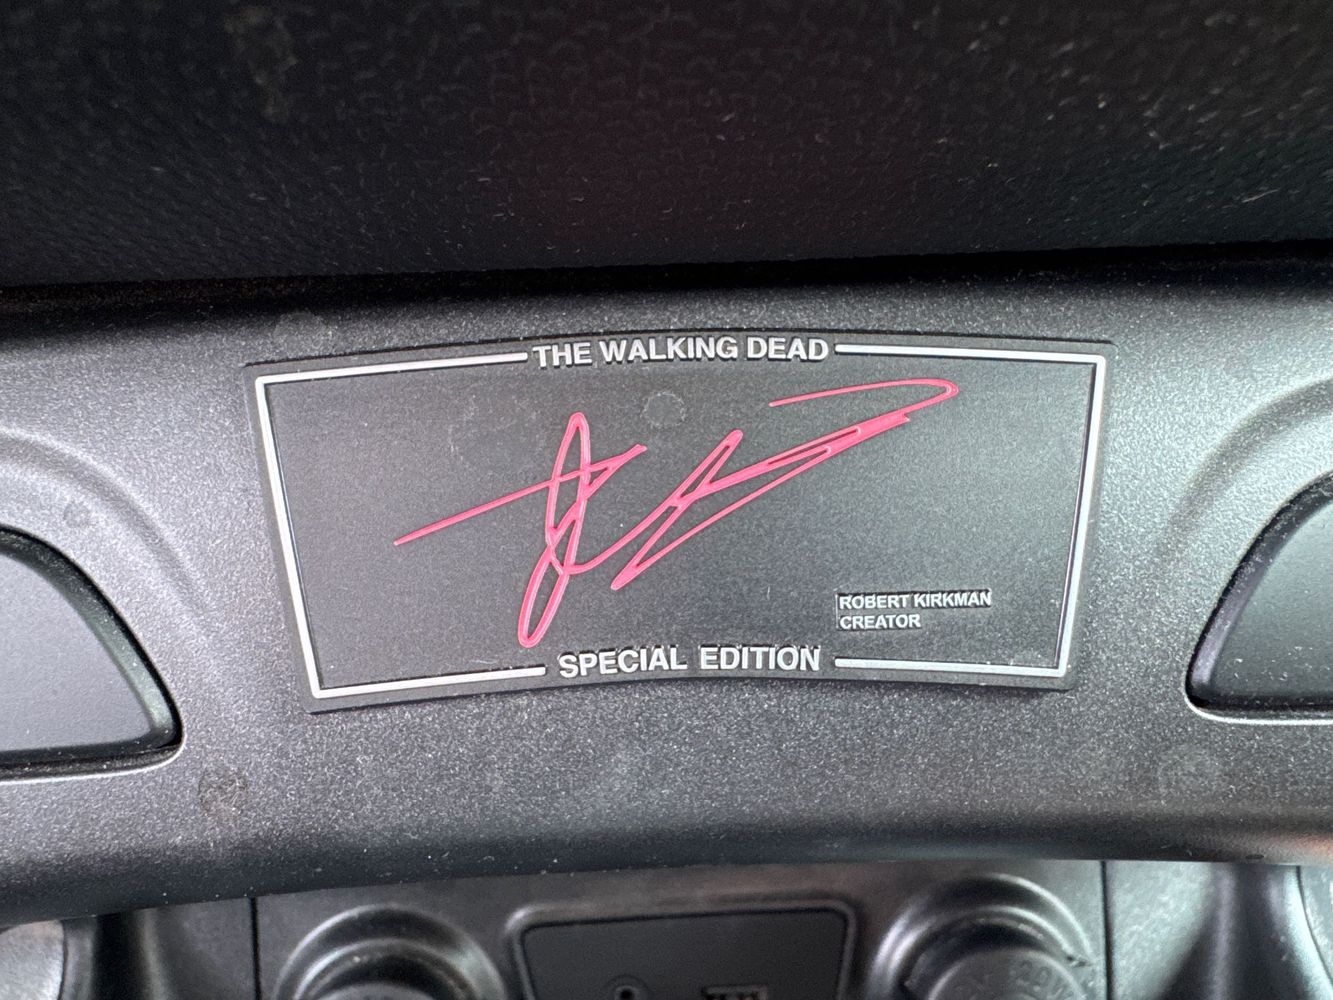 THE WALKING DEAD
ROBERT KIRKMAN
CREATOR
SPECIAL EDITION